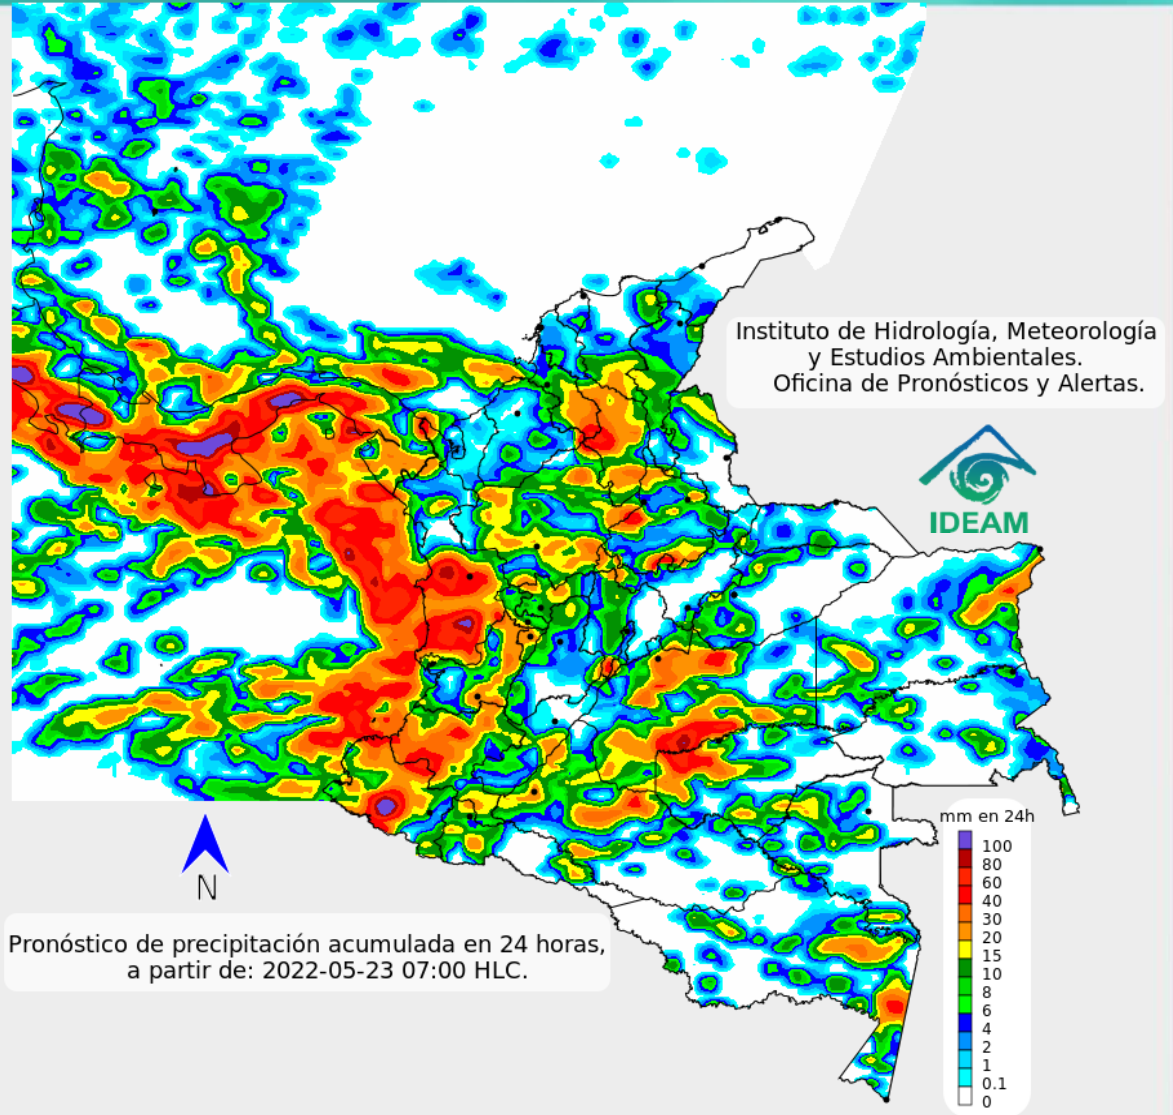 Instituto de Hidrología, Meteorología
y Estudios Ambientales.
Oficina de Pronósticos y Alertas.
IDEAM
mm en 24h
100
80
60
40
30
20
15
10
8
6
4
2
1
0.1
0
N
Pronóstico de precipitación acumulada en 24 horas,
a partir de: 2022-05-23 07:00 HLC.